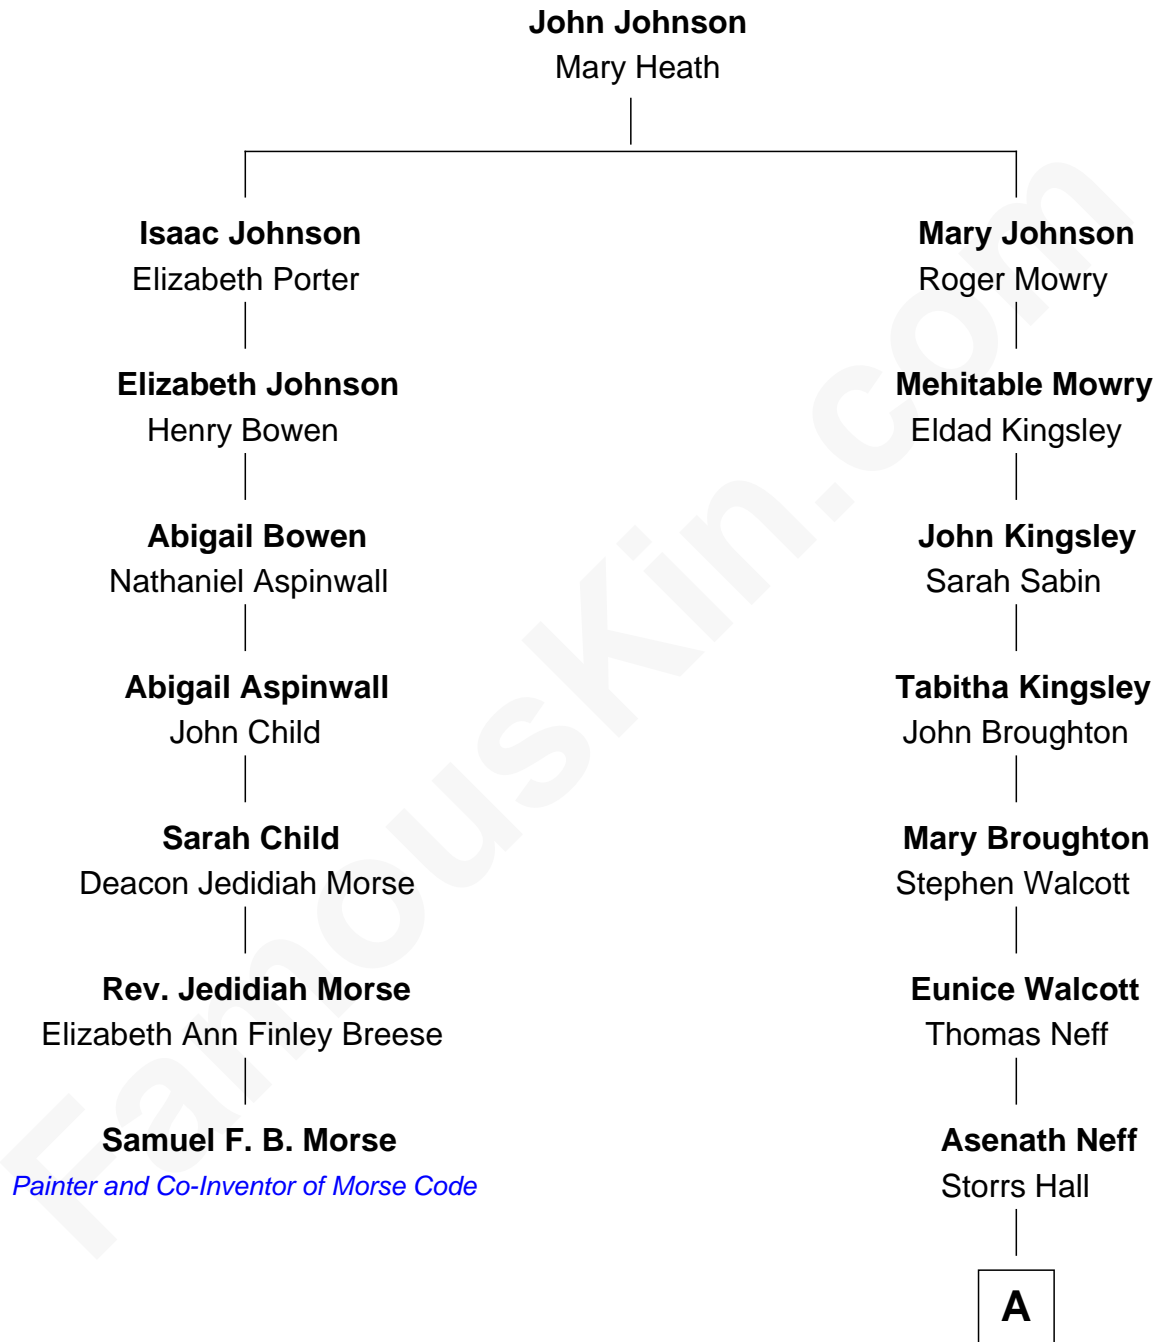 John Johnson
Mary Heath
Isaac Johnson
Elizabeth Porter
Mary Johnson
Roger Mowry
Elizabeth Johnson
Henry Bowen
Mehitable Mowry
Eldad Kingsley
Abigail Bowen
Nathaniel Aspinwall
John Kingsley
Sarah Sabin
Abigail Aspinwall
John Child
Tabitha Kingsley
John Broughton
Sarah Child
Deacon Jedidiah Morse
Mary Broughton
Stephen Walcott
Rev. Jedidiah Morse
Elizabeth Ann Finley Breese
Eunice Walcott
Thomas Neff
Samuel F. B. Morse
Painter and Co-Inventor of Morse Code
Asenath Neff
Storrs Hall
A
FamousKin.com